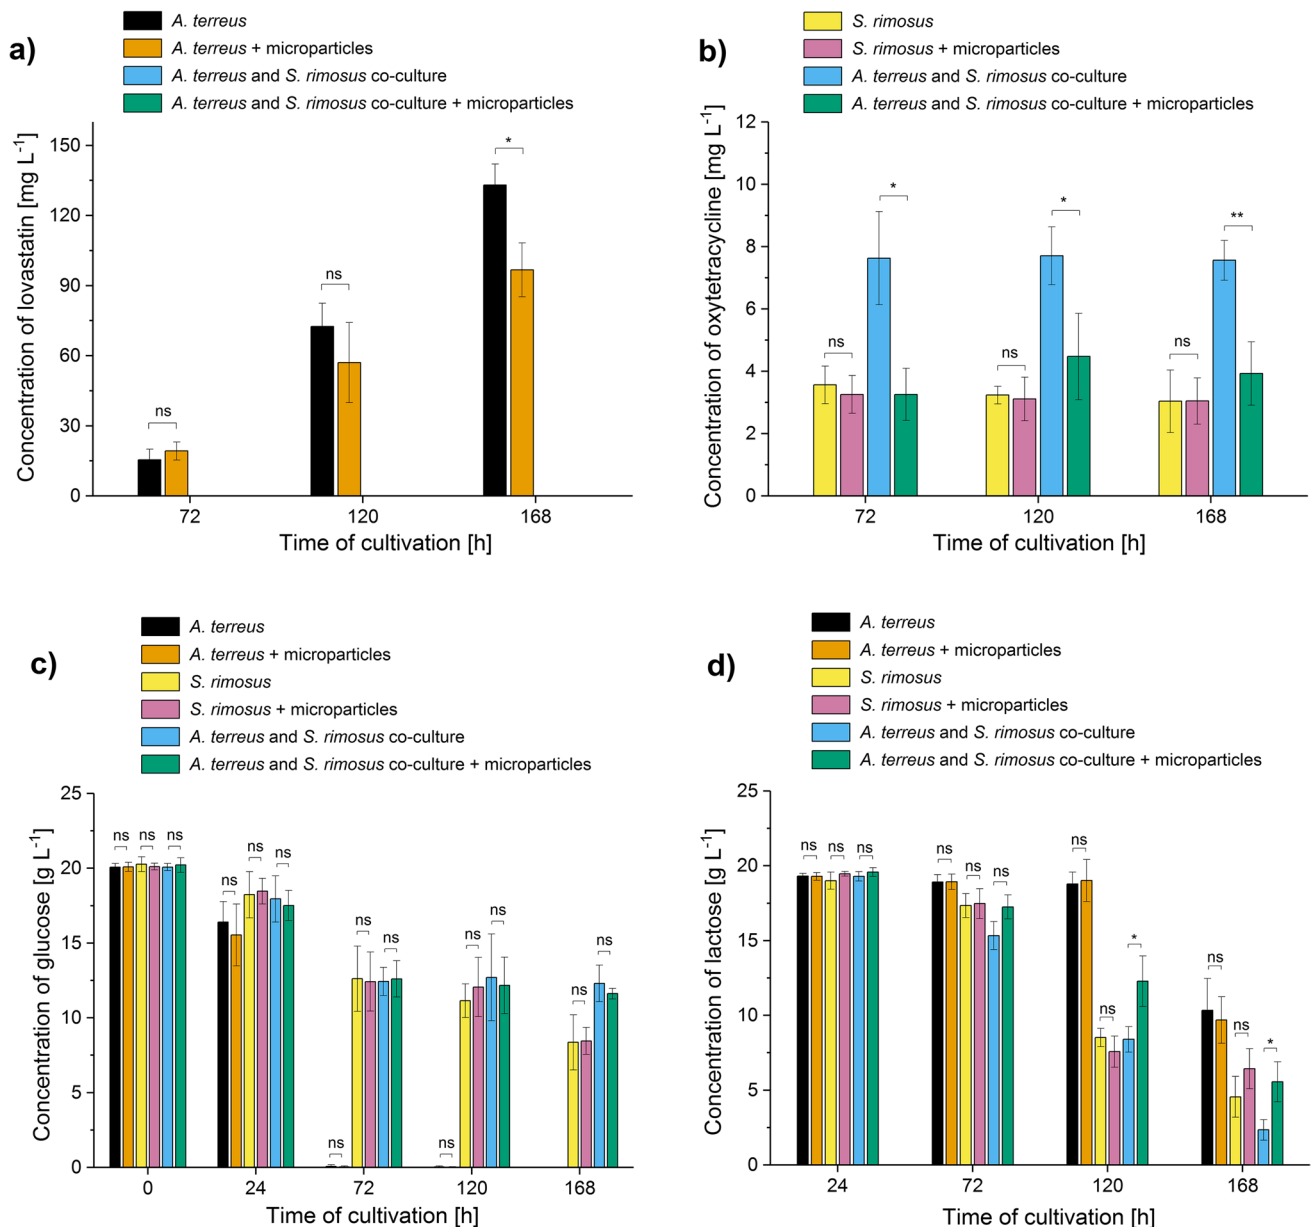 a)
A. terreus
A. terreus + microparticles
A. terreus and S. rimosus co-culture
A. terreus and S. rimosus co-culture + microparticles
Concentration of lovastatin [mg L-1]
150
120
90
60
30
0
ns
ns
*
72
120
168
Time of cultivation [h]
b)
S. rimosus
S. rimosus + microparticles
A. terreus and S. rimosus co-culture
A. terreus and S. rimosus co-culture + microparticles
Concentration of oxytetracycline [mg L-1]
12
10
8
6
4
2
0
ns
*
ns
*
ns
**
72
120
168
Time of cultivation [h]
c)
A. terreus
A. terreus + microparticles
S. rimosus
S. rimosus + microparticles
A. terreus and S. rimosus co-culture
A. terreus and S. rimosus co-culture + microparticles
Concentration of glucose [g L-1]
25
20
15
10
5
0
ns ns ns
ns ns ns
ns ns ns
ns ns ns
ns ns
0
24
72
120
168
Time of cultivation [h]
d)
A. terreus
A. terreus + microparticles
S. rimosus
S. rimosus + microparticles
A. terreus and S. rimosus co-culture
A. terreus and S. rimosus co-culture + microparticles
Concentration of lactose [g L-1]
25
20
15
10
5
0
ns ns ns
ns ns ns
ns ns *
ns ns *
24
72
120
168
Time of cultivation [h]